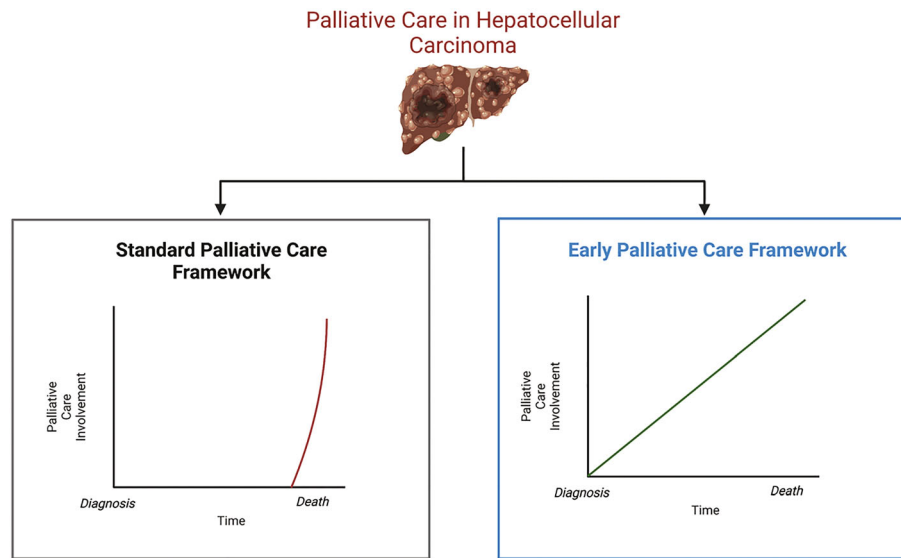 Palliative Care in Hepatocellular
Carcinoma
Standard Palliative Care
Framework
Palliative
Care
Involvement
Diagnosis
Death
Time
Early Palliative Care Framework
Palliative
Care
Involvement
Diagnosis
Death
Time